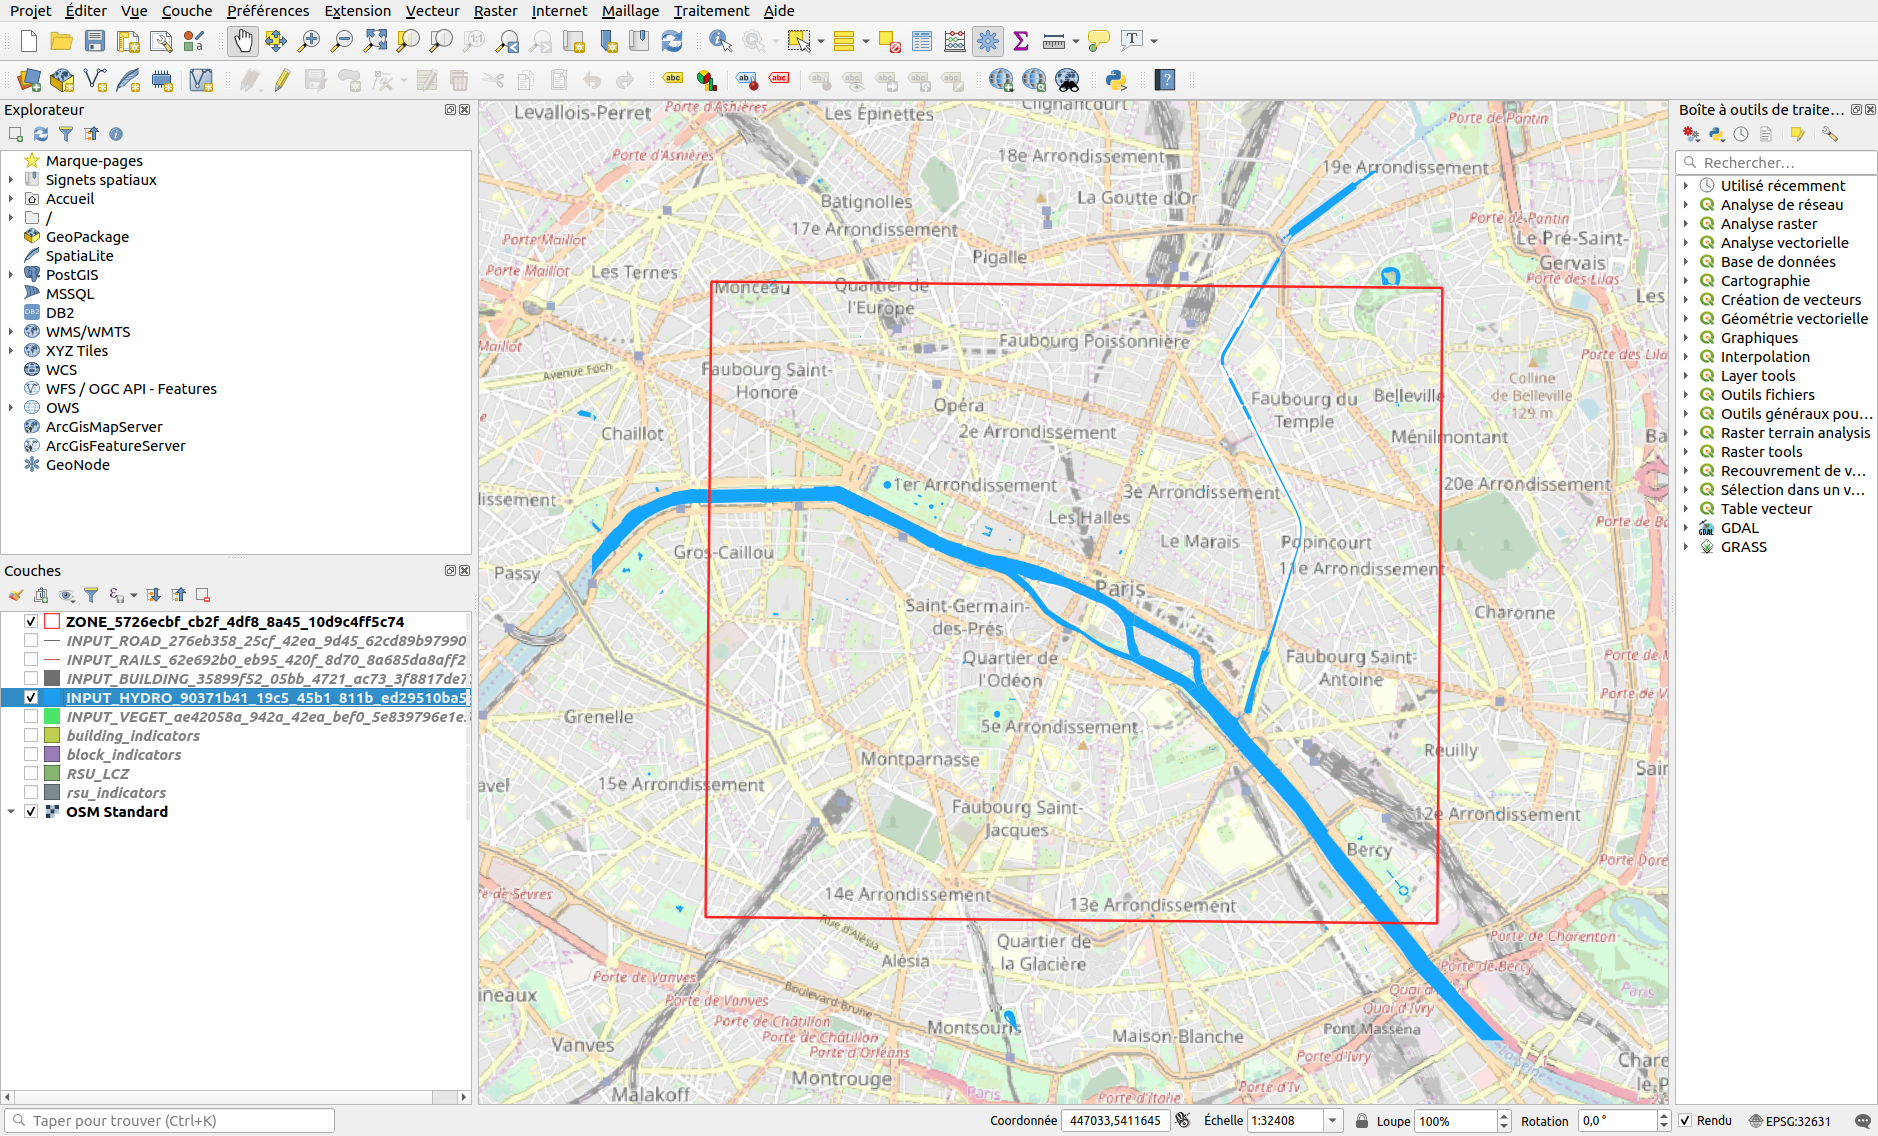 Projet Éditer Vue Couche Préférences Extension Vecteur Raster Internet Maillage Traitement Aide
Explorateur
Marque-pages
Signets spatiaux
Accueil
/
GeoPackage
SpatiaLite
PostGIS
MSSQL
DB2
WMS/WMTS
XYZ Tiles
WCS
WFS / OGC API - Features
OWS
ArcGisMapServer
ArcGisFeatureServer
GeoNode
Couches
ZONE_5726ecbf_cb2f_4df8_8a45_10d9c4ff5c74
INPUT_ROAD_276eb358_25cf_42ea_9d45_62cd89b97990
INPUT_RAILS_62e692b0_eb95_420f_8d70_8a685da8aff2
INPUT_BUILDING_35899f52_05bb_4721_ac73_3f8817de7
INPUT_HYDRO_90371b41_19c5_45b1_811b_ed29510ba5
INPUT_VEGET_ae42058a_942a_42ea_bef0_5e839796e1e
building_indicators
block_indicators
RSU_LCZ
rsu_indicators
OSM Standard
Levallois-Perret
Porte d'Asnières
Les Épinettes
Clignancourt
Porte de Pantin
Porte d'Asnières
18e Arrondissement
19e Arrondissement
La Goutte d'Or
Batignolles
17e Arrondissement
Porte de Pantin
Porte Maillot
Pigalle
Le Pré-Saint-
Gervais
Porte Maillot
Les Ternes
Porte des Lilas
Monceau
Quartier de
l'Europe
Les
Maillot
Faubourg Poissonnière
Porte des Lila
Avenue Foch
Faubourg Saint-
Honoré
Colline
de Belleville
129 m
Opéra
Faubourg du
Temple
Belleville
Chaillot
2e Arrondissement
Ménilmontant
Ba
lissement
1er Arrondissement
3e Arrondissement
20e Arrondissement
Les Halles
Porte de Ba
Gros-Caillou
Le Marais
Popincourt
11e Arrondissement
Passy
Paris
Saint-Germain-
des-Prés
Charonne
Quartier de
l'Odéon
Faubourg Saint-
Antoine
Porte de M
Grenelle
5e Arrondissement
Reuilly
Montparnasse
Sain
avel
15e Arrondissement
Faubourg Saint-
Jacques
12e Arrondissement
Bercy
Porte Dore
Porte de Sèvres
14e Arrondissement
13e Arrondissement
Rue d'Alésia
Quartier de
la Glacière
Porte de Charenton
Alésia
Porte de Bercy
Porte de Vanves
ineaux
Porte de Vanves
Boulevard Brune
Quai d'Ivry
Quai d'Ivry
Paris
Porte de Châtillon
Porte de Châtillon
Montsouris
Maison-Blanche
Pont Masséna
Vanves
Porte d'Orléans
Porte d'Ivry
Chare
le-P
Montrouge
Malakoff
Paris
Porte d'Italie
Porte d'Iv
Boîte à outils de traite...
Rechercher...
Utilisé récemment
Analyse de réseau
Analyse raster
Analyse vectorielle
Base de données
Cartographie
Création de vecteurs
Géométrie vectorielle
Graphiques
Interpolation
Layer tools
Outils fichiers
Outils généraux pou...
Raster terrain analysis
Raster tools
Recouvrement de v...
Sélection dans un v...
Table vecteur
GDAL
GRASS
Taper pour trouver (Ctrl+K)
Coordonnée 447033,5411645 Échelle 1:32408 Loupe 100% Rotation 0,0 ° Rendu EPSG:32631